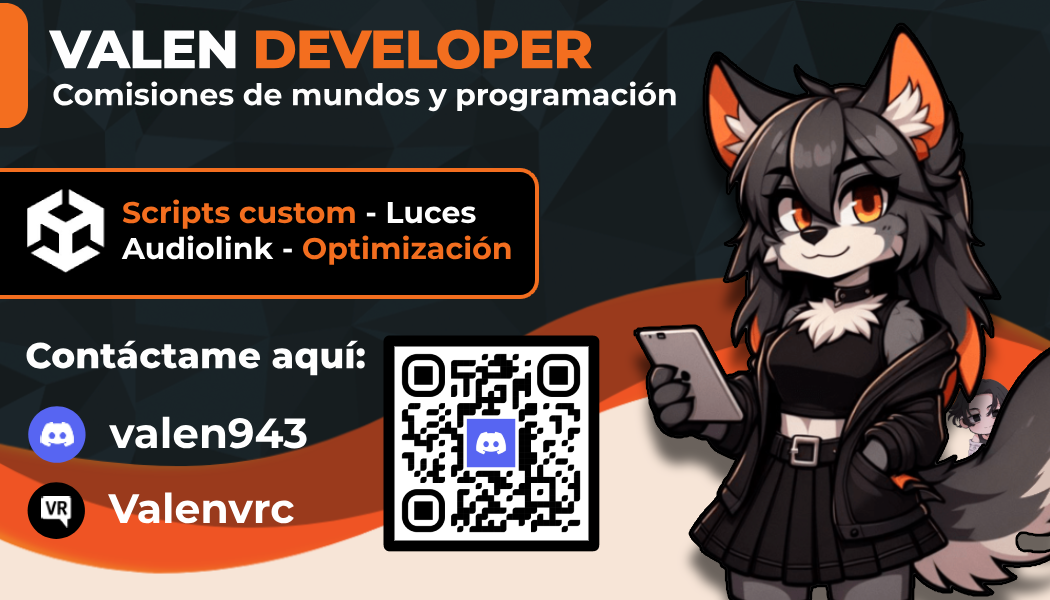 VALEN DEVELOPER
Comisiones de mundos y programación
Scripts custom - Luces
Audiolink - Optimización
Contáctame aquí:
valen943
VR
Valenvrc